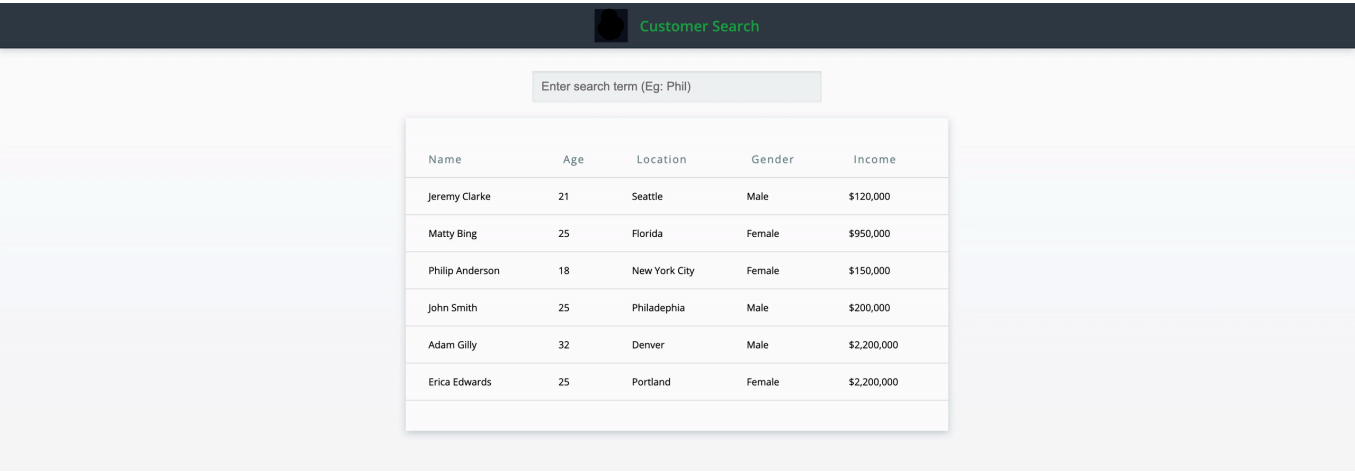 Customer Search
Enter search term (Eg: Phil)
Name Age Location Gender Income
Jeremy Clarke 21 Seattle Male $120,000
Matty Bing 25 Florida Female $950,000
Philip Anderson 18 New York City Female $150,000
John Smith 25 Philadephia Male $200,000
Adam Gilly 32 Denver Male $2,200,000
Erica Edwards 25 Portland Female $2,200,000